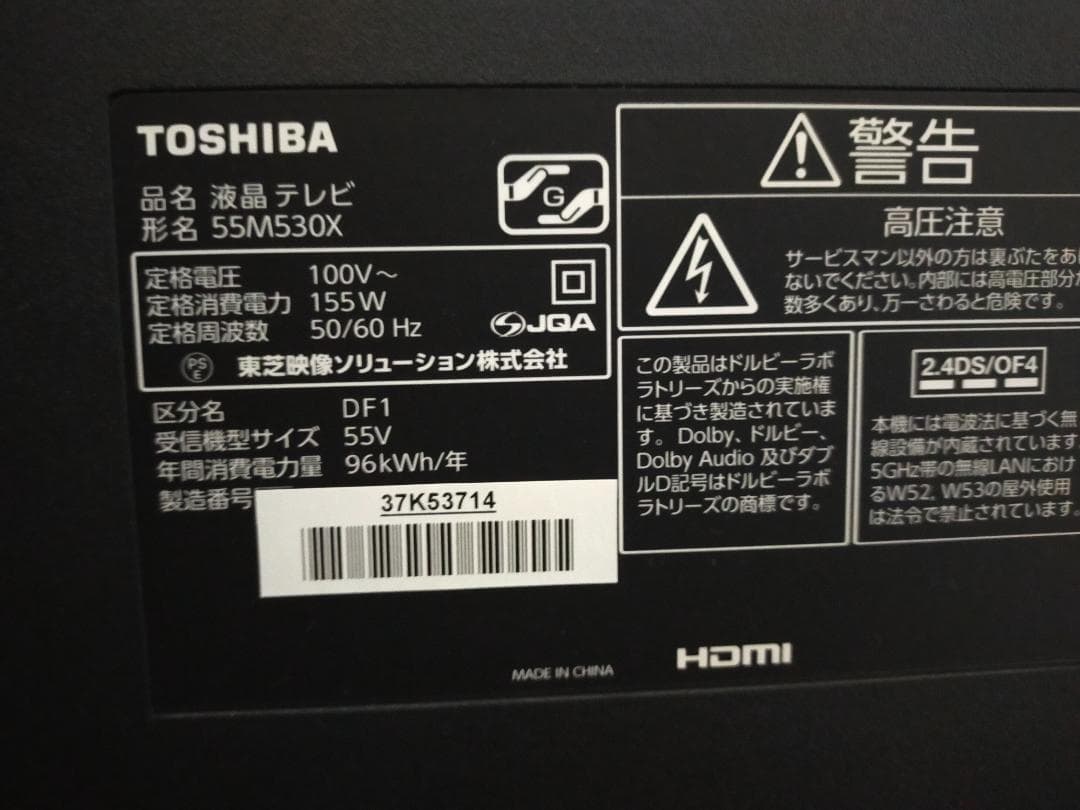 TOSHIBA
品名 液晶テレビ
形名 55M530X
G
定格電圧 100V～
定格消費電力 155W
定格周波数 50/60 Hz
JQA
PS
E
東芝映像ソリューション株式会社
区分名 DF1
受信機型サイズ 55V
年間消費電力量 96kWh/年
製造番号
37K53714
警告
高圧注意
サービスマン以外の方は裏ぶたをあけ
ないでください。内部には高電圧部分が
数多くあり、万一さわると危険です。
この製品はドルビーラボ
ラトリーズからの実施権
に基づき製造されていま
す。Dolby、ドルビー、
Dolby Audio 及びダブ
ルD記号はドルビーラボ
ラトリーズの商標です。
2.4DS/OF4
本機には電波法に基づく無
線設備が内蔵されています
5GHz帯の無線LANにおけ
るW52, W53の屋外使用
は法令で禁止されています。
MADE IN CHINA
HDMI